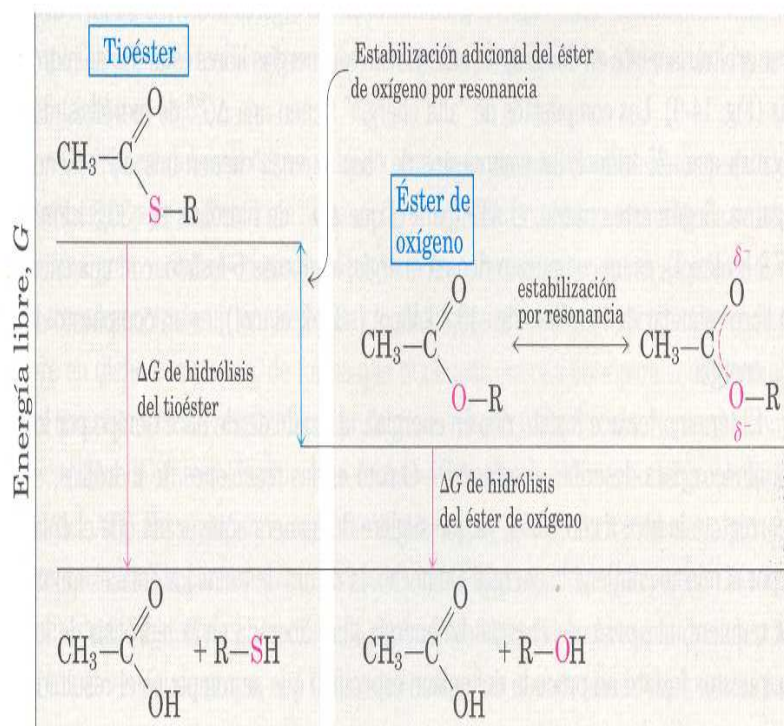 Tioéster
O
CH₃—C
S—R
Estabilización adicional del éster
de oxígeno por resonancia
Éster de
oxígeno
O
CH₃—C
O—R
estabilización
por resonancia
δ⁻
O
CH₃—C
O—R
δ
Energía libre, G
ΔG de hidrólisis
del tioéster
ΔG de hidrólisis
del éster de oxígeno
O
CH₃—C
OH
+ R—SH
O
CH₃—C
OH
+ R—OH